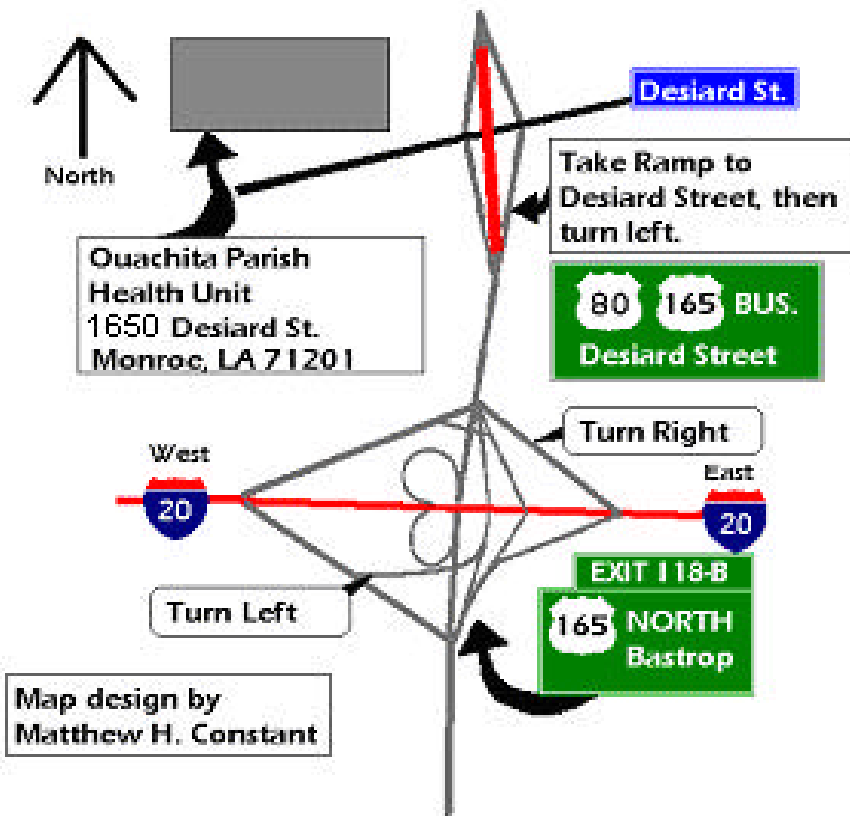 Desiard St.
North
Take Ramp to
Desiard Street, then
turn left.
Ouachita Parish
Health Unit
1650 Desiard St.
Monroe, LA 71201
80 165 BUS.
Desiard Street
Turn Right
West
20
East
20
EXIT 118-B
165 NORTH
Bastrop
Turn Left
Map design by
Matthew H. Constant